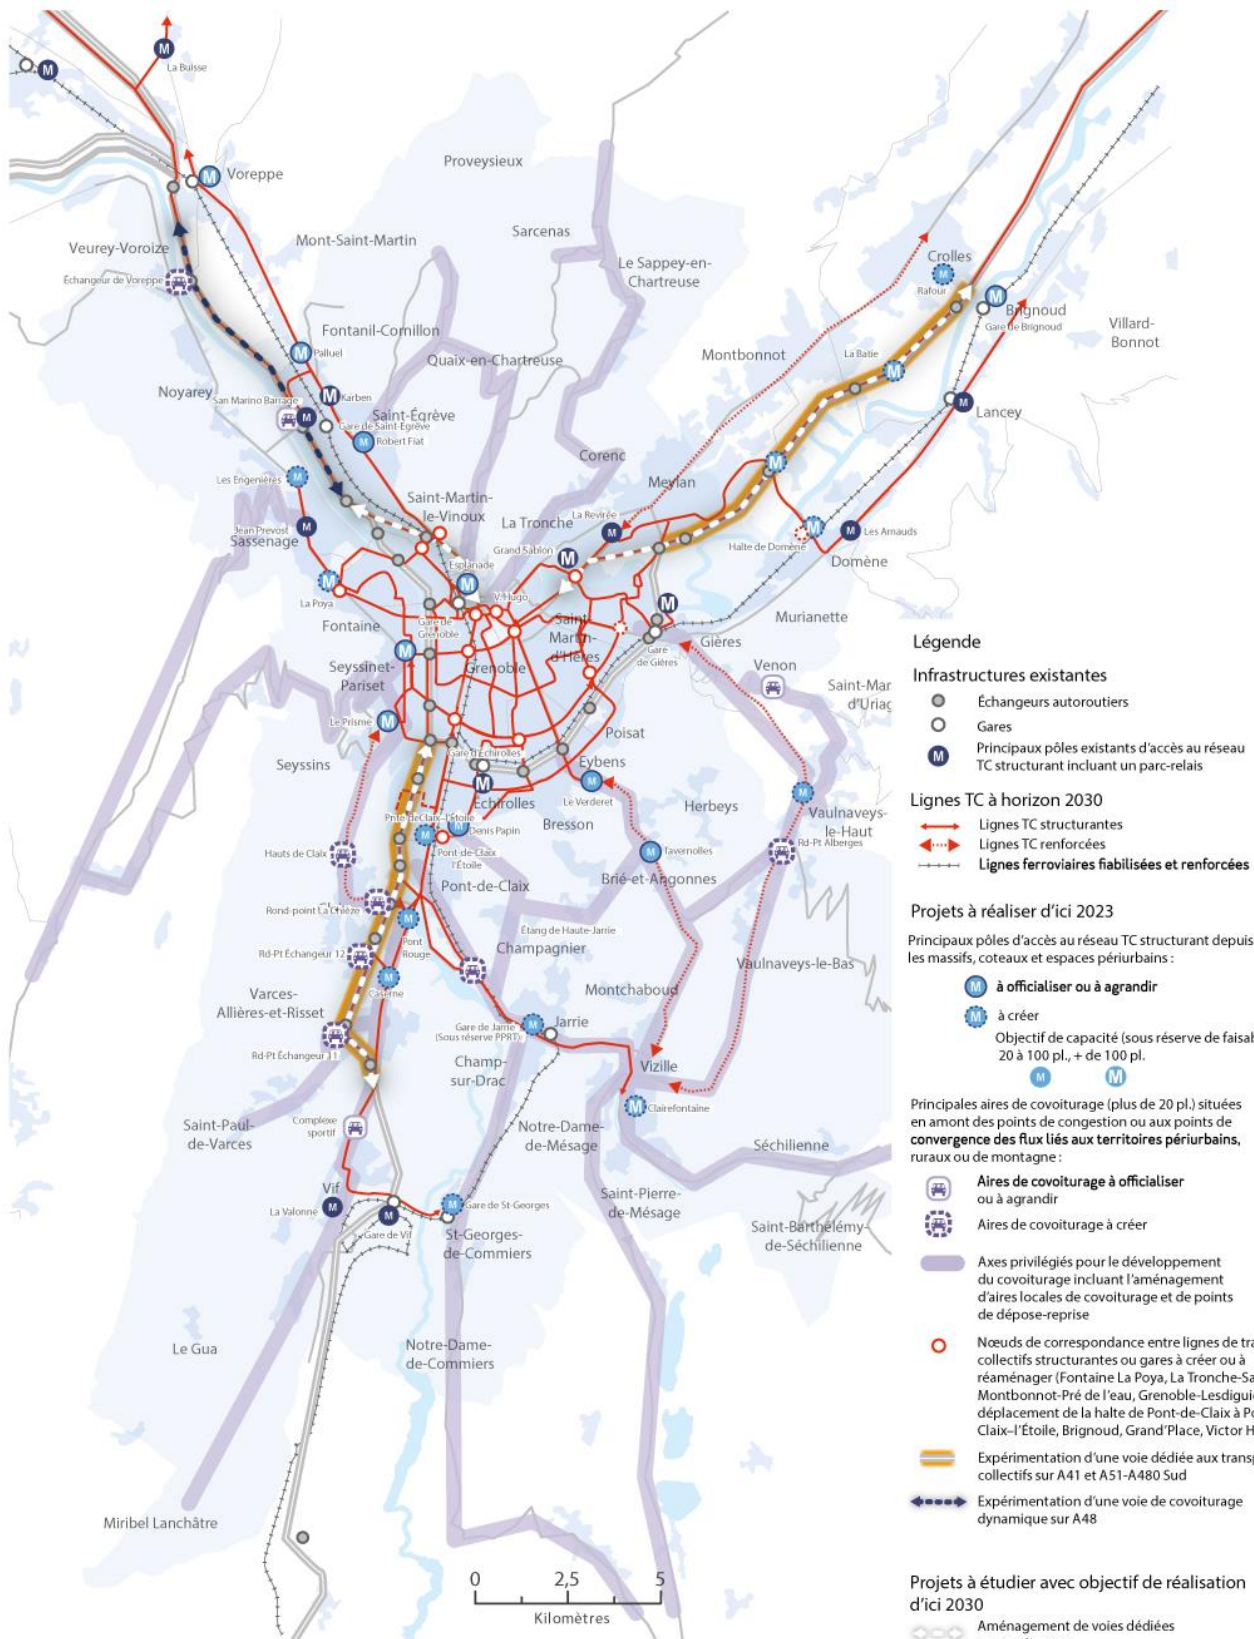 M
La Buisse
M
M
Voreppe
Proveysieux
Veurey-Voroize
Mont-Saint-Martin
Sarcenas
Le Sappey-en-
Chartreuse
Crolles
M
Rafour
Échangeur de Voreppe
M
Brignoud
Gare de Brignoud
Villard-
Bonnot
Fontanil-Cornillon
M
Palluel
Quaix-en-Chartreuse
Montbonnot
La Batie
M
Noyarey
San Marino Barrage
M
Karben
M
Saint-Égrève
Gare de Saint-Egrève
M
Robert Fiat
M
Lancey
Corenc
Les Engenières
M
Meylan
M
Saint-Martin-
le-Vinoux
La Tronche
La Revirée
M
Jean Prevost
M
Sassenage
Grand Sablon
M
Halte de Domène
M
M
Les Arnauds
Domène
Esplanade
M
La Poya
M
V.Hugo
M
Murianette
Fontaine
Gare de
Grenoble
Saint-
Martin-
d'Hères
Gare
de Gières
Gières
M
Seyssinet-
Pariset
Grenoble
Venon
Saint-Mar
d'Uriag
Le Prisme
M
Poisat
Seyssins
Gare d'Echirolles
Eybens
M
M
Echirolles
Le Verderet
Herbeys
M
Vaulnaveys-
le-Haut
Bresson
M
Denis Papin
M
Pont-de-Claix
l'Étoile
Hauts de Claix
M
Tavernolles
Rd-Pt Alberges
Brié-et-Angonnes
Pont-de-Claix
Rond-point La Dhièze
M
Pont
Rouge
Étang de Haute-Jarrie
Champagnier
Rd-Pt Échangeur 12
Vaulnaveys-le-Bas
M
Caserne
Montchaboud
Varces-
Allières-et-Risset
Gare de Jarrie
(Sous réserve PPRT)
M
Jarrie
Rd-Pt Échangeur 11
Champ-
sur-Drac
Vizille
M
Clairefontaine
Saint-Paul-
de-Varces
Complexe
sportif
Notre-Dame-
de-Mésage
Séchilienne
Vif
La Valonne
M
M
Gare de Vif
M
Gare de St-Georges
Saint-Pierre-
de-Mésage
St-Georges-
de-Commiers
Saint-Barthélémy-
de-Séchilienne
Le Gua
Notre-Dame-
de-Commiers
Miribel Lanchâtre
0 2,5 5
Kilomètres
Légende
Infrastructures existantes
Échangeurs autoroutiers
Gares
M
Principaux pôles existants d'accès au réseau
TC structurant incluant un parc-relais
Lignes TC à horizon 2030
Lignes TC structurantes
Lignes TC renforcées
Lignes ferroviaires fiabilisées et renforcées
Projets à réaliser d'ici 2023
Principaux pôles d'accès au réseau TC structurant depuis
les massifs, coteaux et espaces périurbains :
M à officialiser ou à agrandir
M à créer
Objectif de capacité (sous réserve de faisab
20 à 100 pl., + de 100 pl.
M M
Principales aires de covoiturage (plus de 20 pl.) situées
en amont des points de congestion ou aux points de
convergence des flux liés aux territoires périurbains,
ruraux ou de montagne :
Aires de covoiturage à officialiser
ou à agrandir
Aires de covoiturage à créer
Axes privilégiés pour le développement
du covoiturage incluant l'aménagement
d'aires locales de covoiturage et de points
de dépose-reprise
Nœuds de correspondance entre lignes de tra
collectifs structurantes ou gares à créer ou à
réaménager (Fontaine La Poya, La Tronche-Sa
Montbonnot-Pré de l'eau, Grenoble-Lesdiguiè
déplacement de la halte de Pont-de-Claix à Po
Claix–l'Étoile, Brignoud, Grand'Place, Victor H
Expérimentation d'une voie dédiée aux transp
collectifs sur A41 et A51-A480 Sud
Expérimentation d'une voie de covoiturage
dynamique sur A48
Projets à étudier avec objectif de réalisation
d'ici 2030
Aménagement de voies dédiées